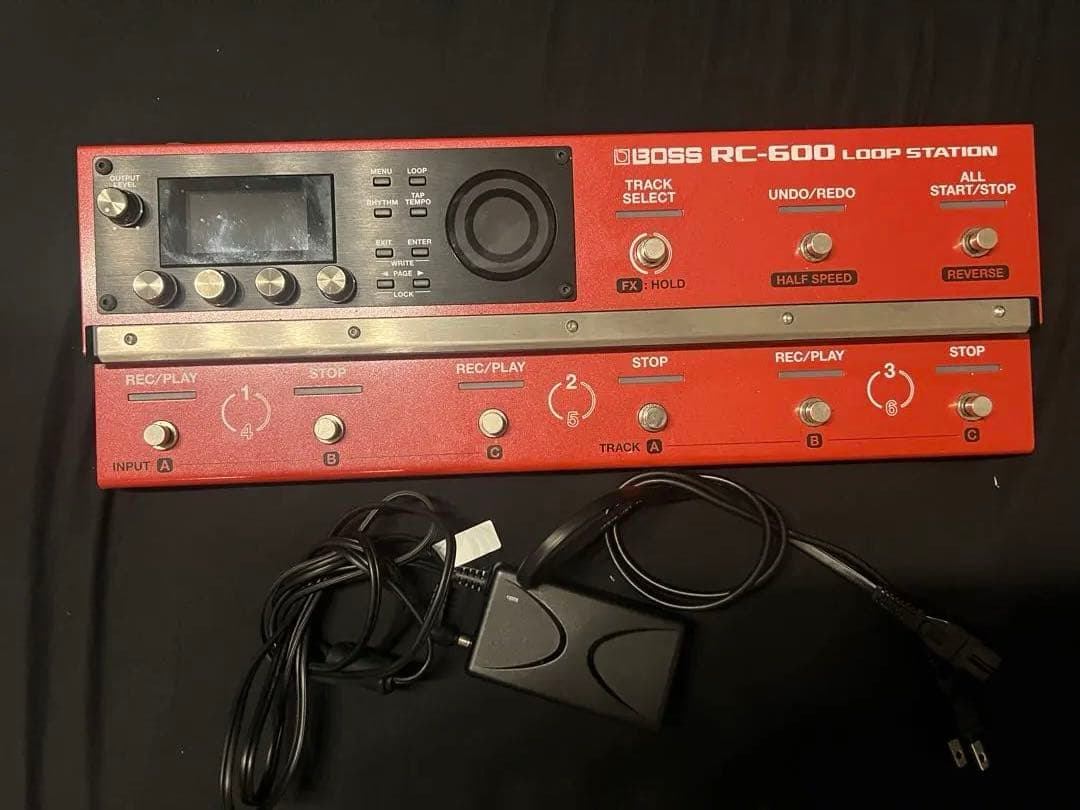 BOSS RC-600 LOOP STATION
OUTPUT
LEVEL
MENU
LOOP
RHYTHM
TAP
TEMPO
EXIT
ENTER
WRITE
◄ PAGE ►
LOCK
TRACK
SELECT
FX : HOLD
UNDO/REDO
HALF SPEED
ALL
START/STOP
REVERSE
REC/PLAY
1
4
STOP
REC/PLAY
2
5
STOP
REC/PLAY
3
6
STOP
INPUT A
B
C
TRACK A
B
C